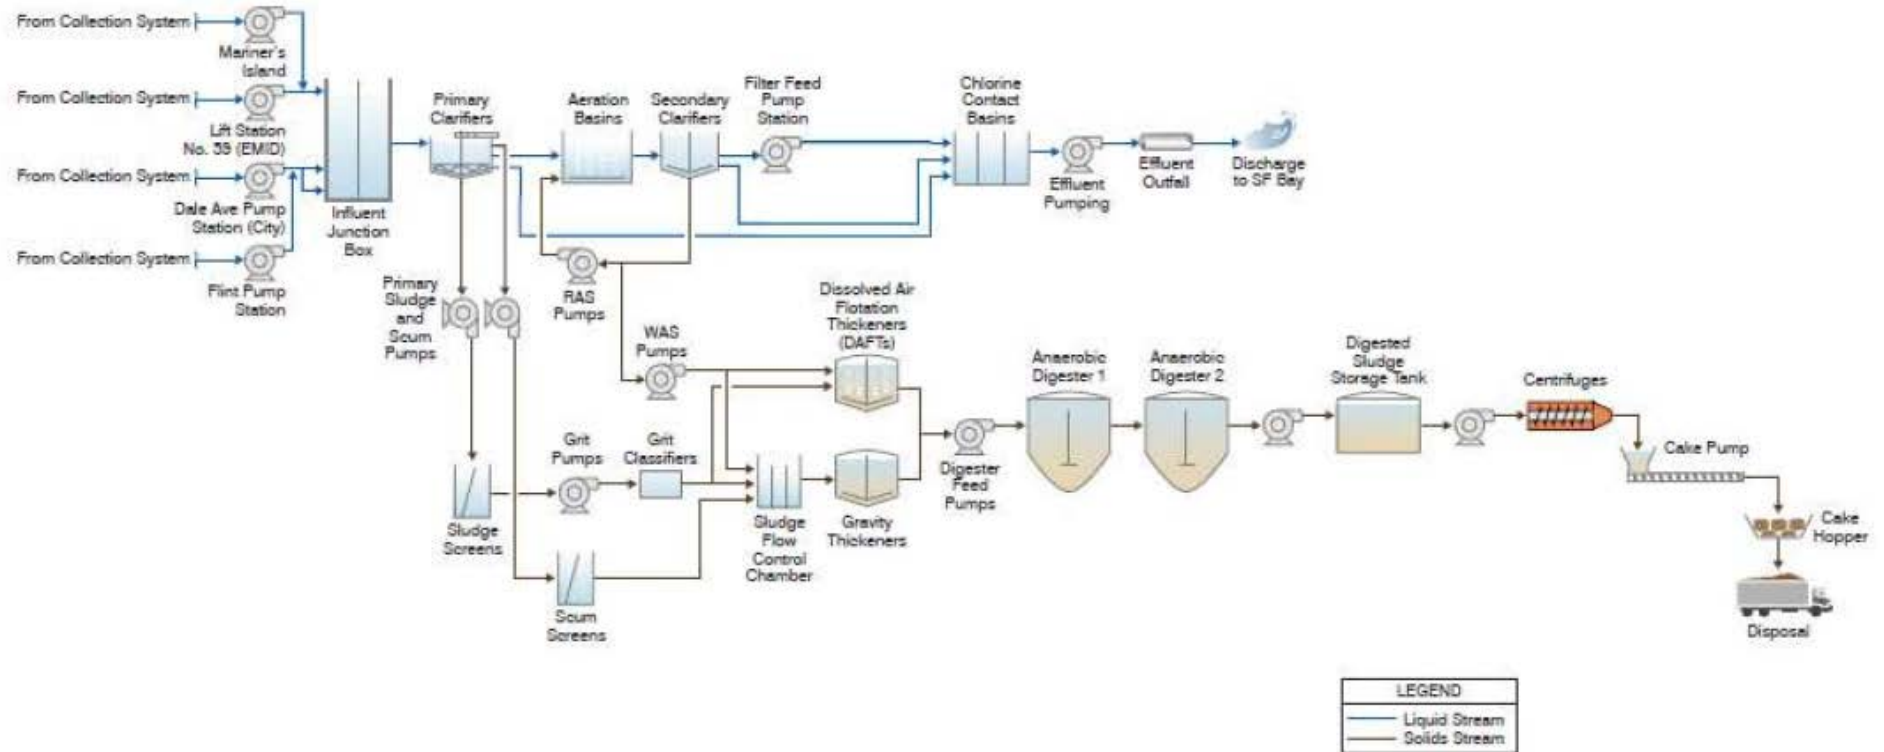 From Collection System
Mariner's
Island
From Collection System
Lift Station
No. 59 (EMID)
From Collection System
Dale Ave Pump
Station (City)
From Collection System
Flint Pump
Station
Influent
Junction
Box
Primary
Clarifiers
Aeration
Basins
Secondary
Clarifiers
Filter Feed
Pump
Station
Chlorine
Contact
Basins
Effluent
Pumping
Effluent
Outfall
Discharge
to SF Bay
Primary
Sludge
and
Scum
Pumps
RAS
Pumps
WAS
Pumps
Dissolved Air
Flotation
Thickeners
(DAFTs)
Anaerobic
Digester 1
Anaerobic
Digester 2
Digested
Sludge
Storage Tank
Centrifuges
Cake Pump
Cake
Hopper
Disposal
Grit
Pumps
Grit
Classifiers
Sludge
Screens
Scum
Screens
Sludge
Flow
Control
Chamber
Gravity
Thickeners
Digester
Feed
Pumps
LEGEND
Liquid Stream
Solids Stream